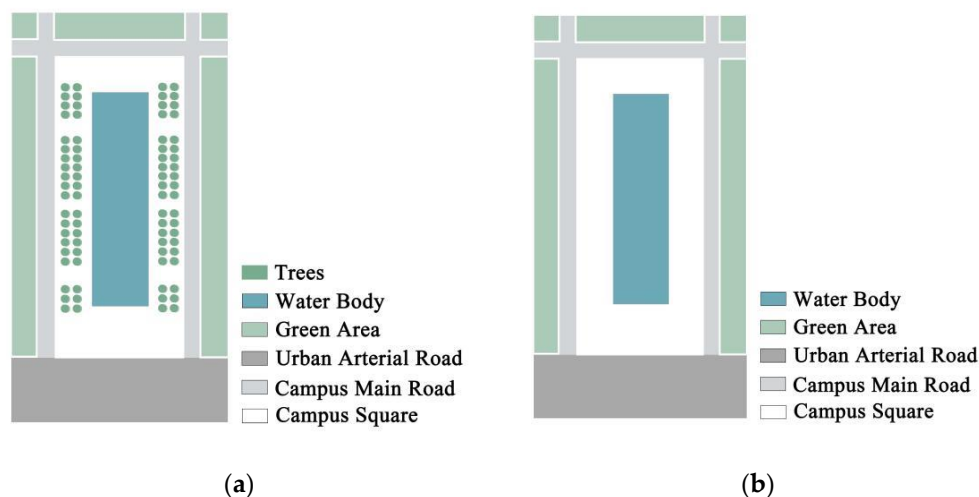 Trees
Water Body
Green Area
Urban Arterial Road
Campus Main Road
Campus Square
(a)
Water Body
Green Area
Urban Arterial Road
Campus Main Road
Campus Square
(b)